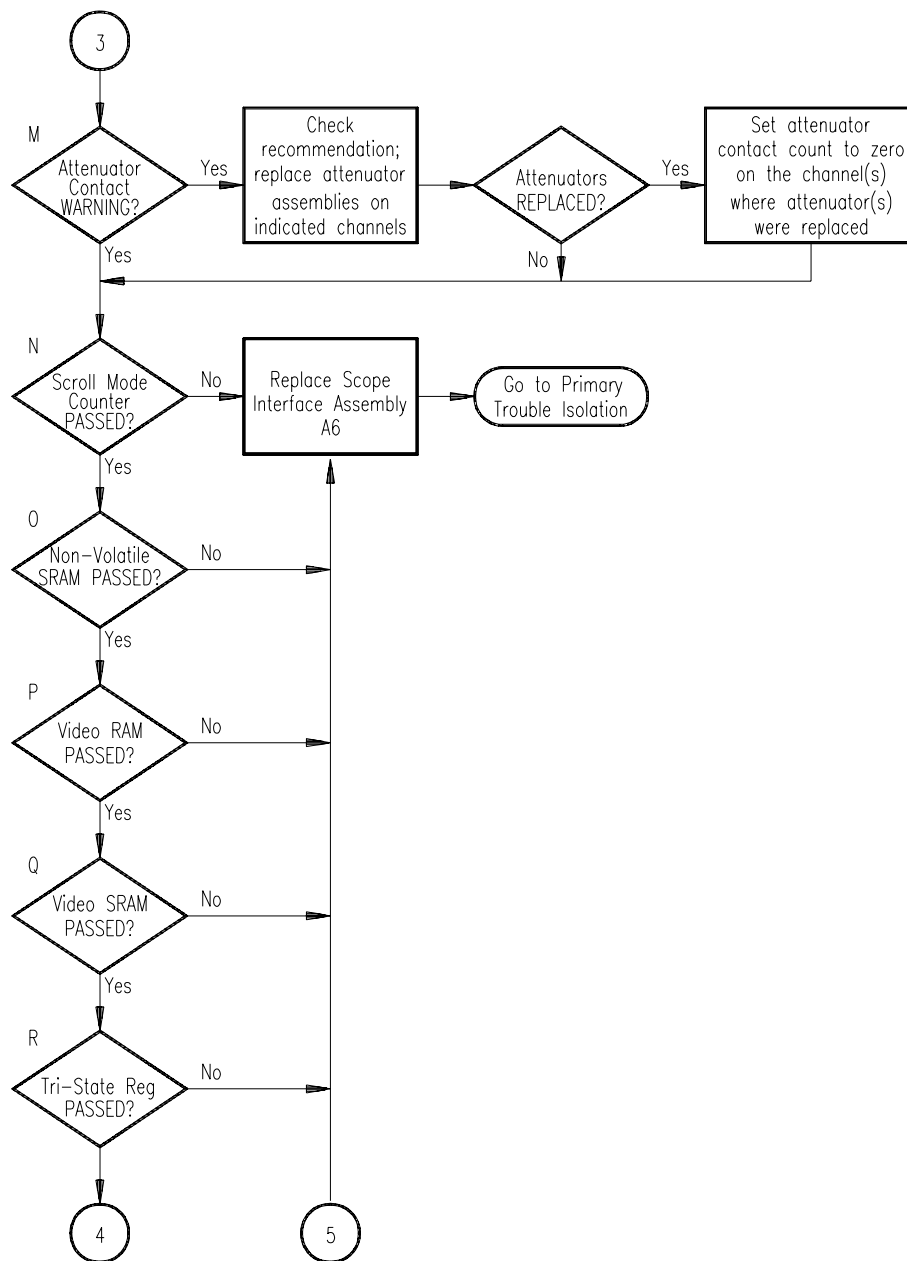 3
M
Attenuator
Contact
WARNING?
Yes
Yes
Check
recommendation;
replace attenuator
assemblies on
indicated channels
Attenuators
REPLACED?
Yes
No
Set attenuator
contact count to zero
on the channel(s)
where attenuator(s)
were replaced
N
Scroll Mode
Counter
PASSED?
No
Yes
Replace Scope
Interface Assembly
A6
Go to Primary
Trouble Isolation
O
Non-Volatile
SRAM PASSED?
No
Yes
P
Video RAM
PASSED?
No
Yes
Q
Video SRAM
PASSED?
No
Yes
R
Tri-State Reg
PASSED?
No
4
5